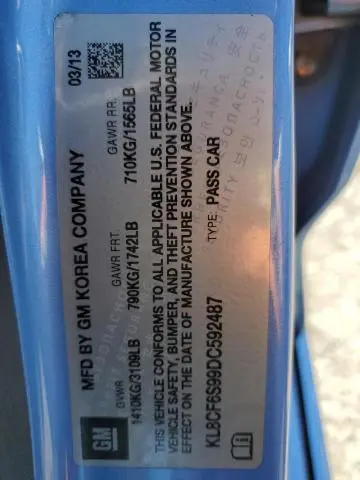 MFD BY GM KOREA COMPANY 03/13
GVWR GAWR FRT. GAWR RR.
1410KG/3109LB 790KG/1742LB 710KG/1565LB
THIS VEHICLE CONFORMS TO ALL APPLICABLE U.S. FEDERAL MOTOR
VEHICLE SAFETY, BUMPER, AND THEFT PREVENTION STANDARDS IN
EFFECT ON THE DATE OF MANUFACTURE SHOWN ABOVE.
KL8CF6S99DC592487 TYPE: PASS CAR
GM